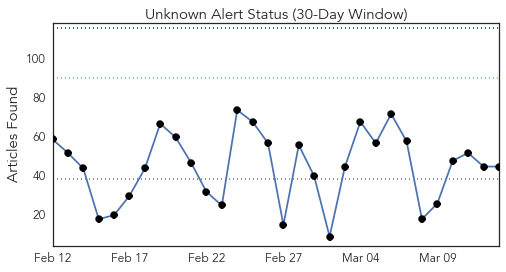 Unknown Alert Status (30-Day Window)
Articles Found
100
80
60
40
20
Feb 12 Feb 17 Feb 22 Feb 27 Mar 04 Mar 09